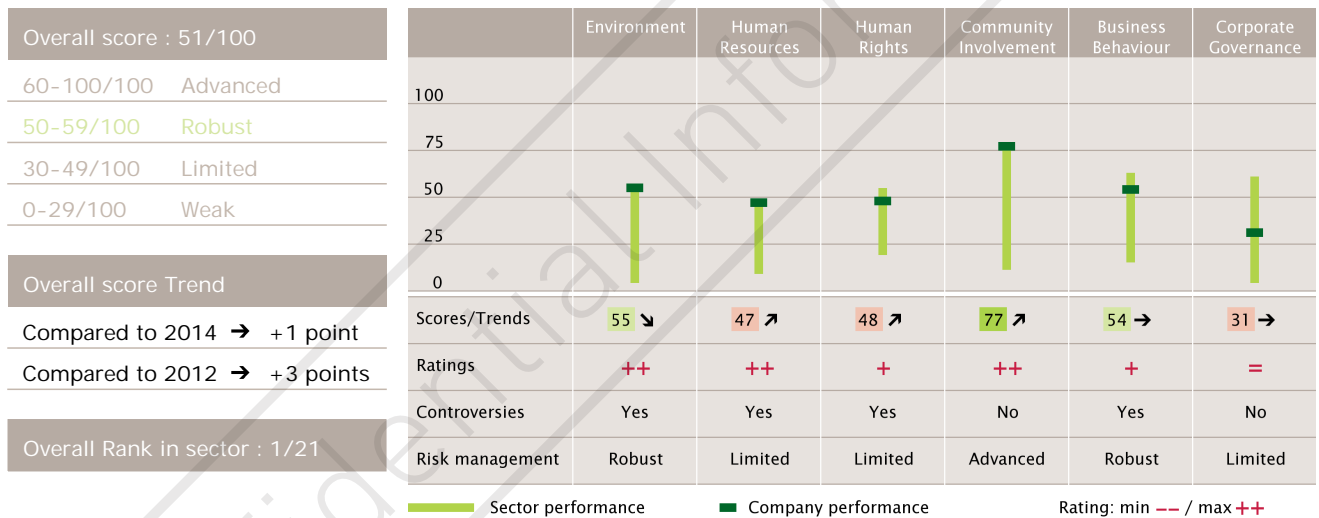 Overall score : 51/100
60-100/100 Advanced
50-59/100 Robust
30-49/100 Limited
0-29/100 Weak
Overall score Trend
Compared to 2014 ➔ +1 point
Compared to 2012 ➔ +3 points
Overall Rank in sector : 1/21
Environment Human Resources Human Rights Community Involvement Business Behaviour Corporate Governance
100
75
50
25
0
Scores/Trends 55 ➘ 47 ➚ 48 ➚ 77 ➚ 54 ➔ 31 ➔
Ratings ++ ++ + ++ + =
Controversies Yes Yes Yes No Yes No
Risk management Robust Limited Limited Advanced Robust Limited
Sector performance Company performance Rating: min -- / max ++
fidential Info